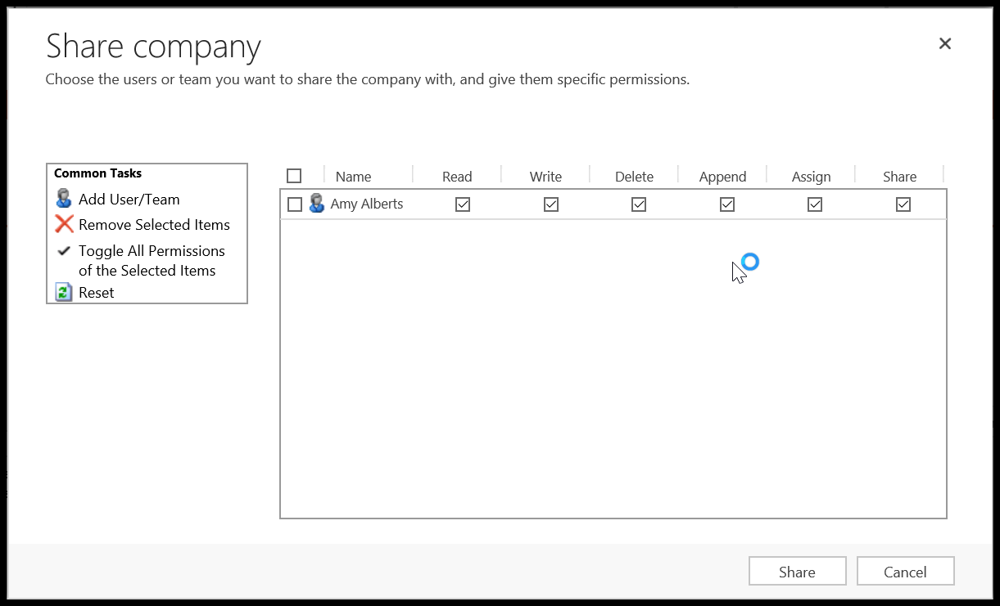 Share company
Choose the users or team you want to share the company with, and give them specific permissions.
Common Tasks
Add User/Team
Remove Selected Items
Toggle All Permissions
of the Selected Items
Reset
Name Read Write Delete Append Assign Share
Amy Alberts
Share Cancel